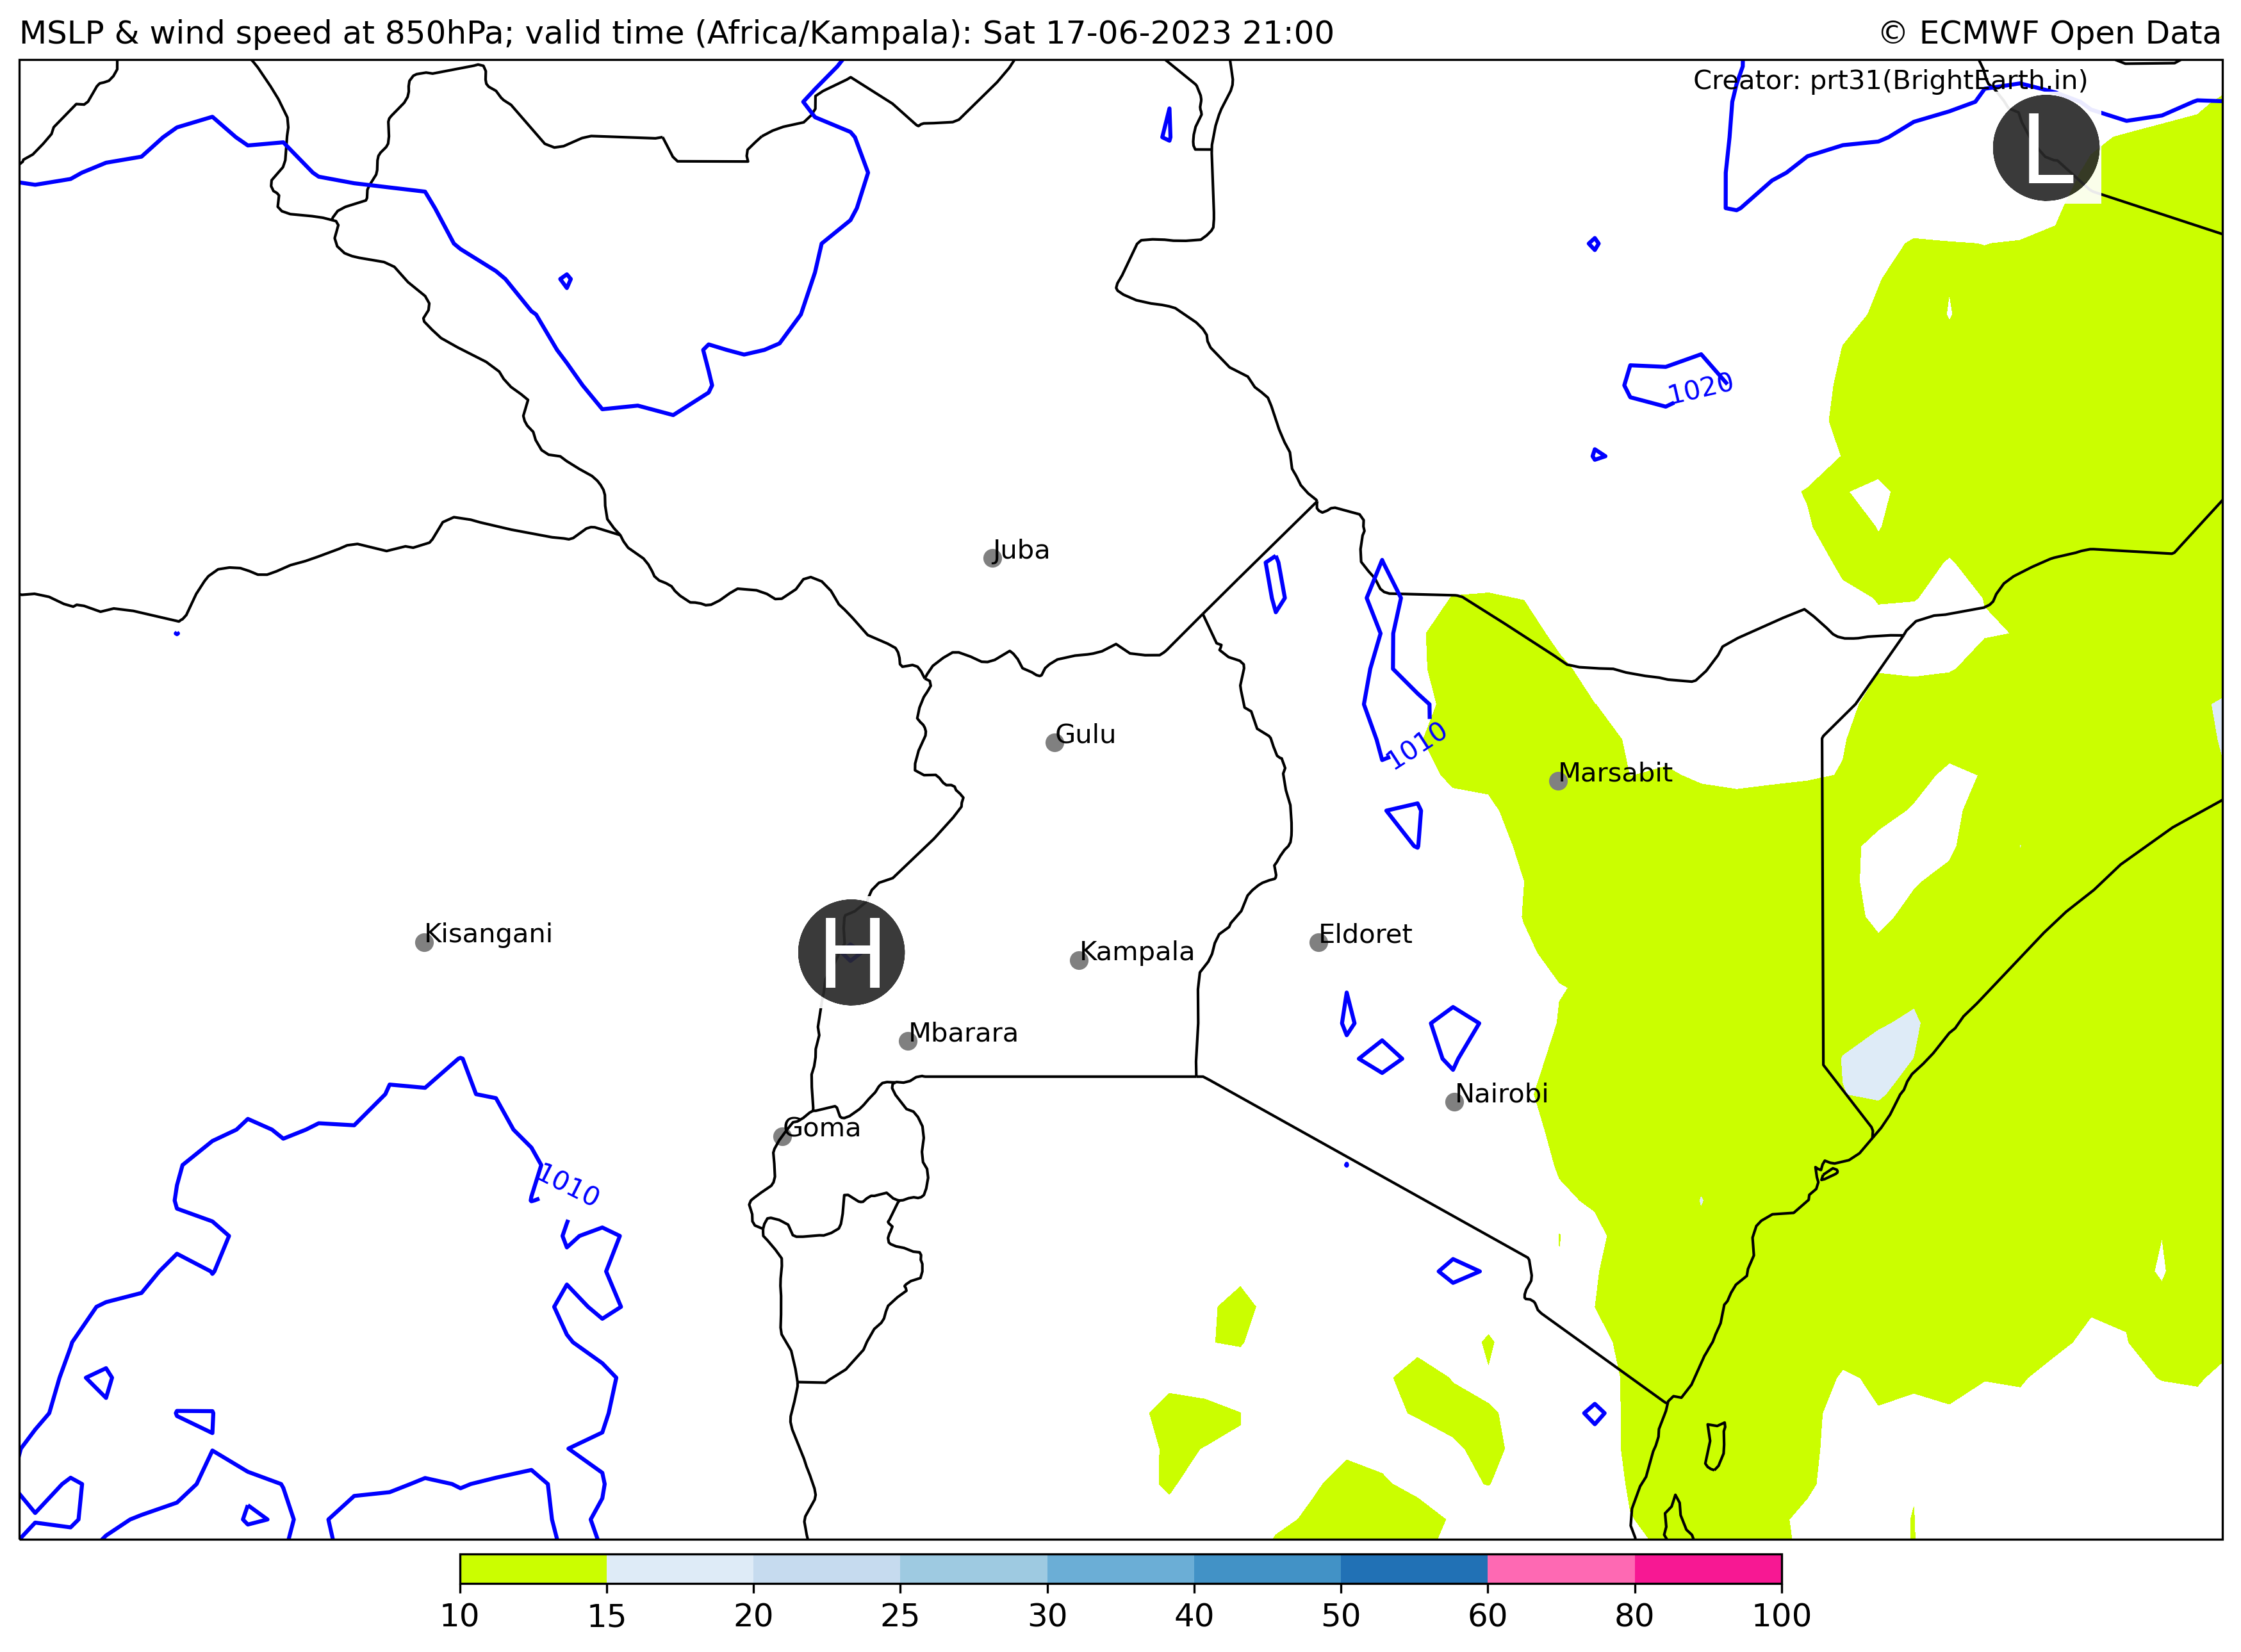 MSLP & wind speed at 850hPa; valid time (Africa/Kampala): Sat 17-06-2023 21:00
© ECMWF Open Data
Creator: prt31(BrightEarth.in)
L
1020
Juba
Gulu
1010
Marsabit
Kisangani
H
Kampala
Eldoret
Mbarara
Nairobi
Goma
1010
10 15 20 25 30 40 50 60 80 100